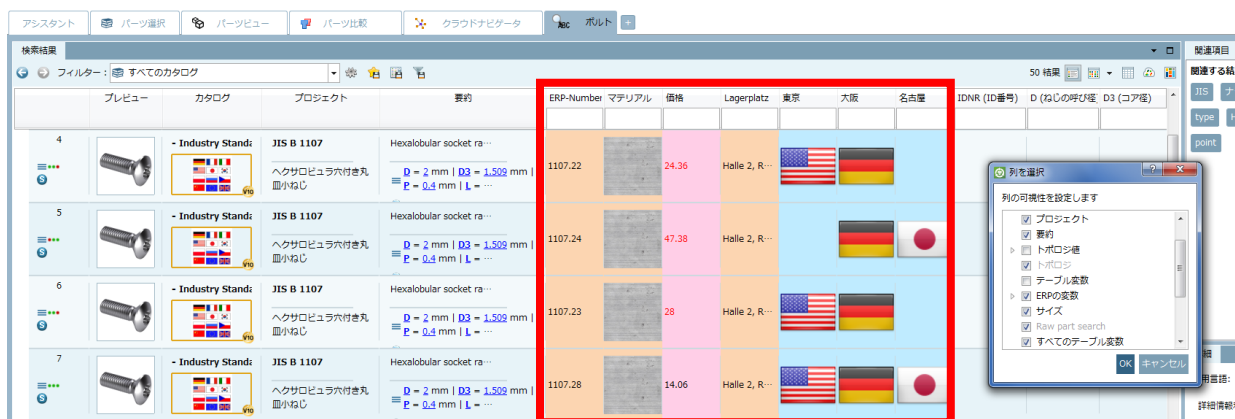 アシスタント パーツ選択 パーツビュー パーツ比較 クラウドナビゲータ ABC ボルト +
検索結果 関連項目
フィルター: すべてのカタログ 50 結果 関連する結
プレビュー カタログ プロジェクト 要約 ERP-Number マテリアル 価格 Lagerplatz 東京 大阪 名古屋 IDNR (ID番号) D (ねじの呼び径 D3 (コア径)
JIS ナ
type H
point
4 - Industry Standa JIS B 1107 Hexalobular socket ra…
ヘクサロビュラ穴付き丸皿小ねじ D = 2 mm | D3 = 1.509 mm |
P = 0.4 mm | L = …
V10
S
1107.22 24.36 Halle 2, R…
5 - Industry Standa JIS B 1107 Hexalobular socket ra…
ヘクサロビュラ穴付き丸皿小ねじ D = 2 mm | D3 = 1.509 mm |
P = 0.4 mm | L = …
V10
S
1107.24 47.38 Halle 2, R…
6 - Industry Standa JIS B 1107 Hexalobular socket ra…
ヘクサロビュラ穴付き丸皿小ねじ D = 2 mm | D3 = 1.509 mm |
P = 0.4 mm | L = …
V10
S
1107.23 28 Halle 2, R…
7 - Industry Standa JIS B 1107 Hexalobular socket ra…
ヘクサロビュラ穴付き丸皿小ねじ D = 2 mm | D3 = 1.509 mm |
P = 0.4 mm | L = …
V10
S
1107.28 14.06 Halle 2, R…
列を選択
列の可視性を設定します
プロジェクト
要約
トポロジ値
トポロジ
テーブル変数
ERPの変数
サイズ
Raw part search
すべてのテーブル変数
OK キャンセル
細
用言語:
詳細情報